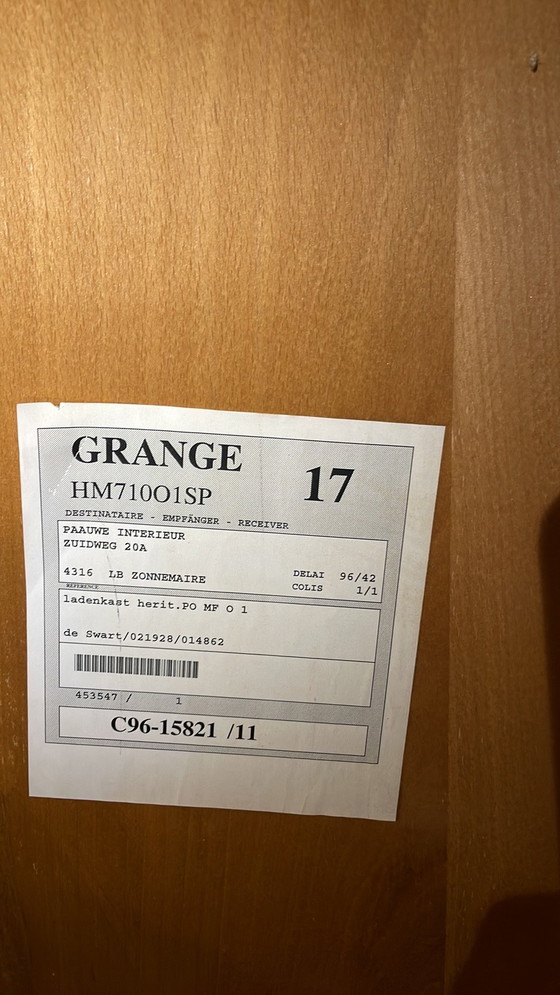 GRANGE
HM710O1SP
17
DESTINATAIRE - EMPFÄNGER - RECEIVER
PAAUWE INTERIEUR
ZUIDWEG 20A
4316 LB ZONNEMAIRE
DELAI 96/42
COLIS 1/1
REFERENCE
ladenkast herit.PO MF O 1
de Swart/021928/014862
453547 / 1
C96-15821 /11